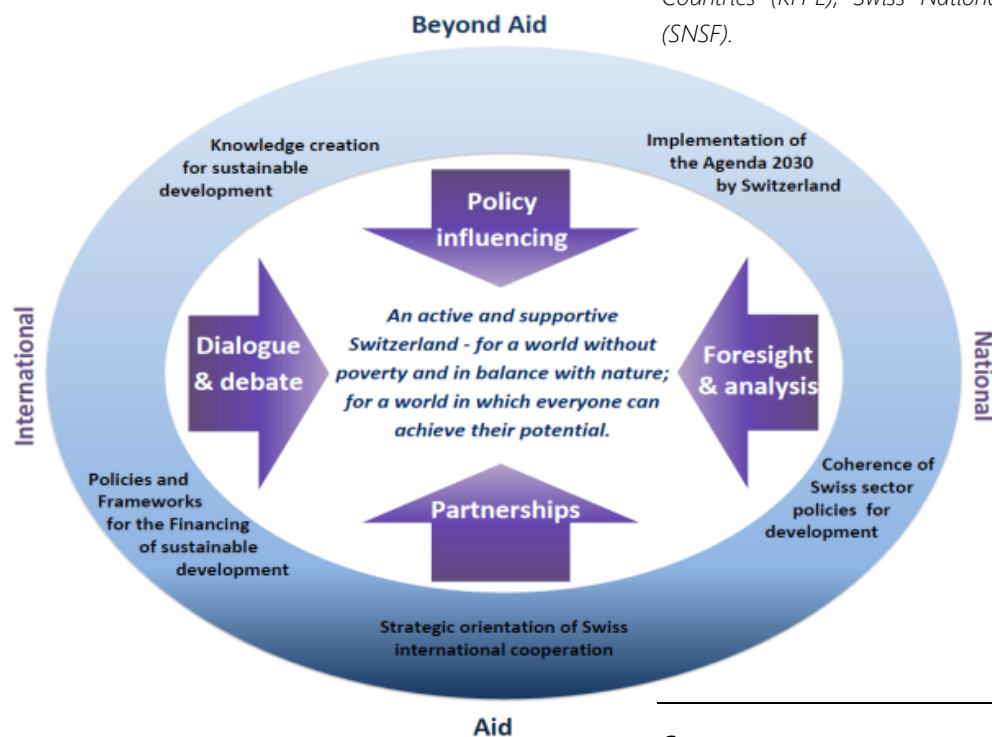 Countries (KFPE), Swiss National
(SNSF).
Beyond Aid
Knowledge creation
for sustainable
development
Implementation of
the Agenda 2030
by Switzerland
Policy
influencing
International
Dialogue
& debate
An active and supportive
Switzerland - for a world without
poverty and in balance with nature;
for a world in which everyone can
achieve their potential.
Foresight
& analysis
National
Policies and
Frameworks
for the Financing
of sustainable
development
Partnerships
Coherence of
Swiss sector
policies for
development
Strategic orientation of Swiss
international cooperation
Aid